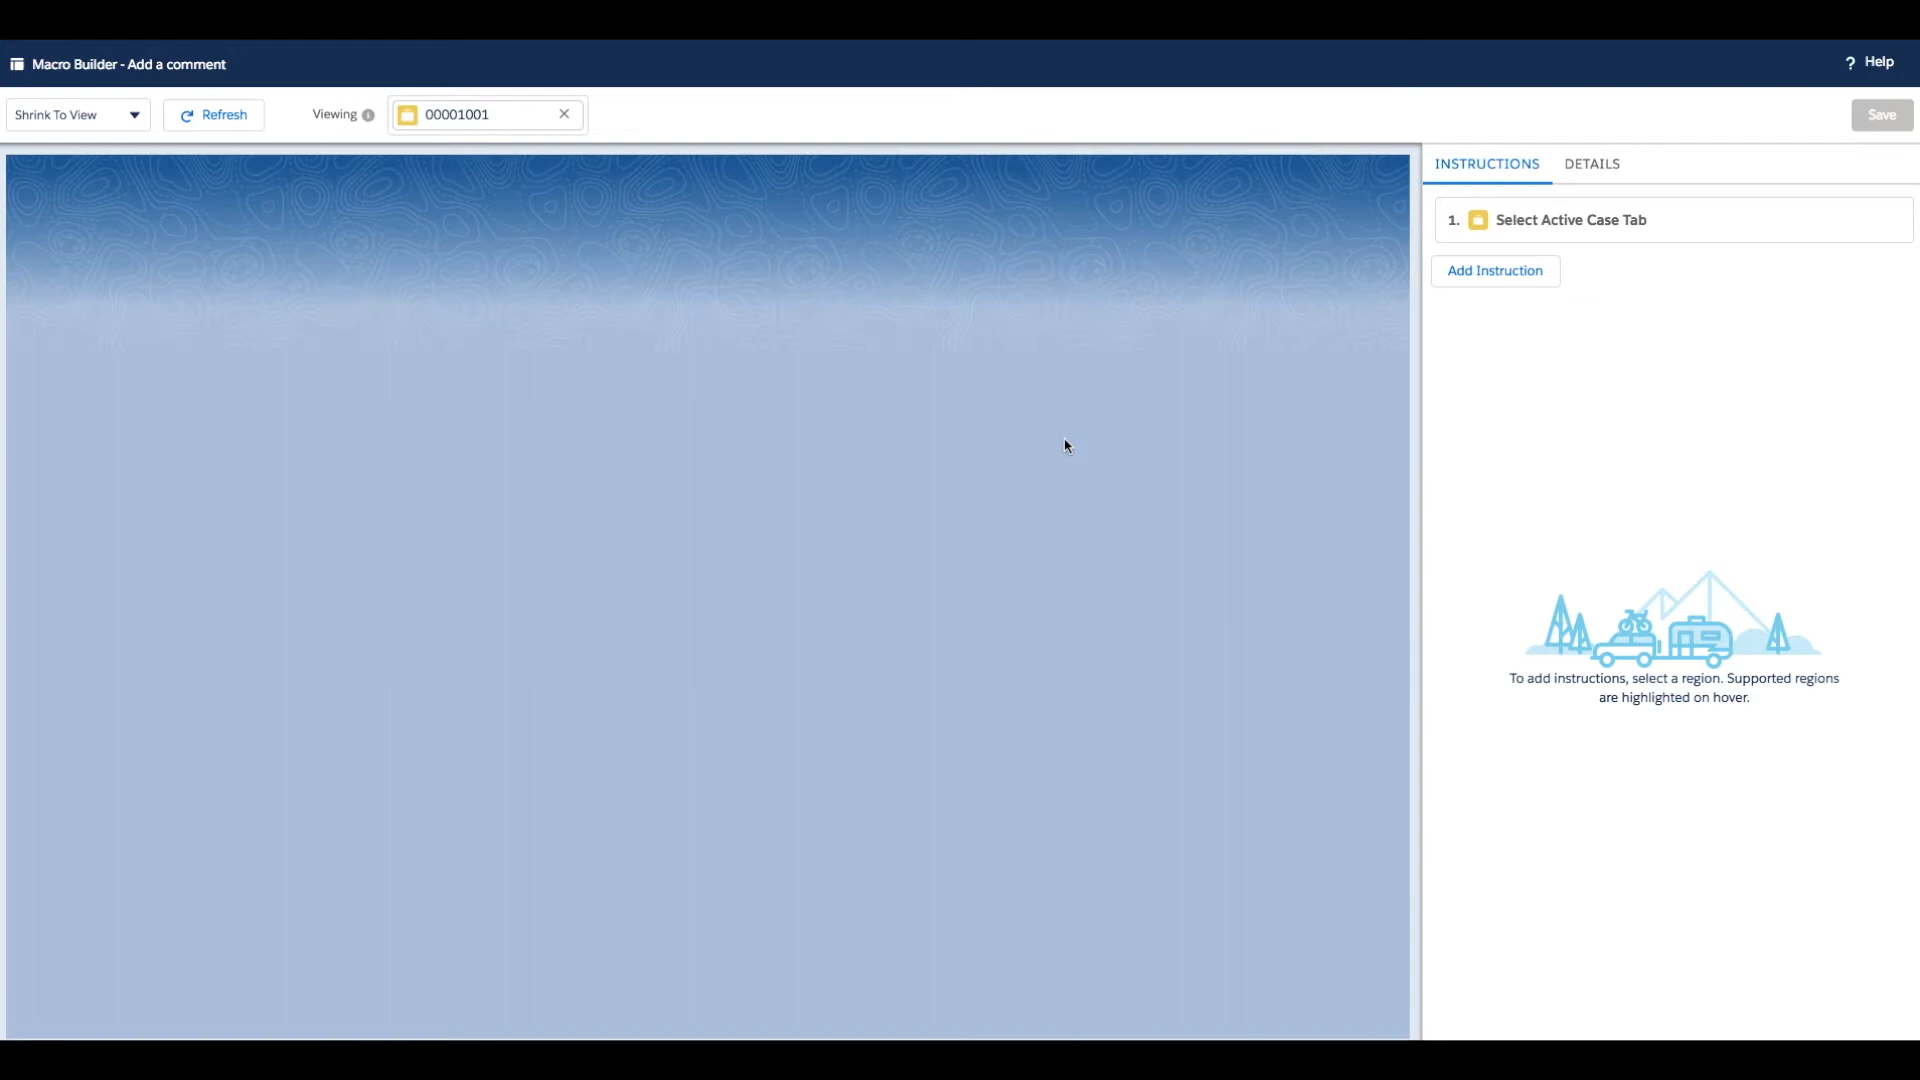 Macro Builder - Add a comment
? Help
Shrink To View
Refresh
Viewing
00001001
Save
INSTRUCTIONS
DETAILS
1. Select Active Case Tab
Add Instruction
To add instructions, select a region. Supported regions
are highlighted on hover.